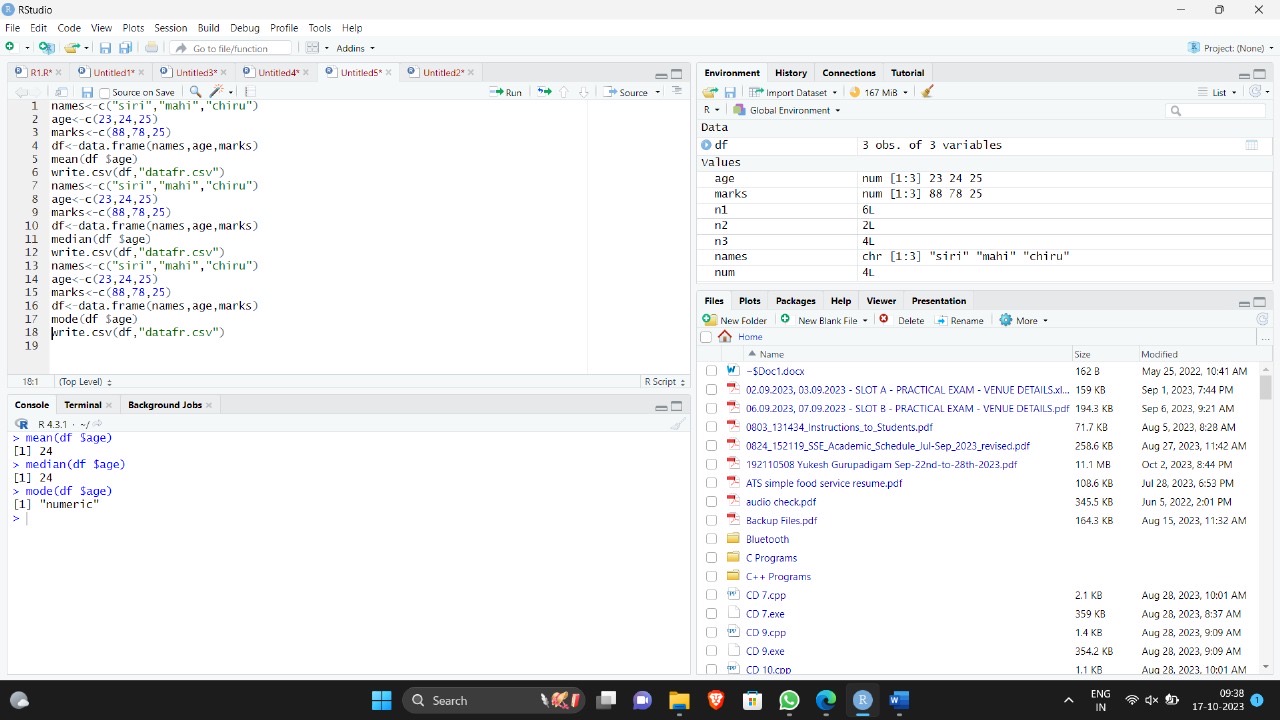 RStudio
File Edit Code View Plots Session Build Debug Profile Tools Help
Go to file/function Addins Project: (None)
R1.R* Untitled1* Untitled3* Untitled4* Untitled5* Untitled2*
Source on Save Run Source
1 names<-c("siri","mahi","chiru")
2 age<-c(23,24,25)
3 marks<-c(88,78,25)
4 df<-data.frame(names,age,marks)
5 mean(df $age)
6 write.csv(df,"datafr.csv")
7 names<-c("siri","mahi","chiru")
8 age<-c(23,24,25)
9 marks<-c(88,78,25)
10 df<-data.frame(names,age,marks)
11 median(df $age)
12 write.csv(df,"datafr.csv")
13 names<-c("siri","mahi","chiru")
14 age<-c(23,24,25)
15 marks<-c(88,78,25)
16 df<-data.frame(names,age,marks)
17 mode(df $age)
18 write.csv(df,"datafr.csv")
19
18:1 (Top Level) R Script
Console Terminal Background Jobs
R 4.3.1 · ~/
> mean(df $age)
[1] 24
> median(df $age)
[1] 24
> mode(df $age)
[1] "numeric"
>
Environment History Connections Tutorial
Import Dataset 167 MiB List
R Global Environment
Data
df 3 obs. of 3 variables
Values
age num [1:3] 23 24 25
marks num [1:3] 88 78 25
n1 6L
n2 2L
n3 4L
names chr [1:3] "siri" "mahi" "chiru"
num 4L
Files Plots Packages Help Viewer Presentation
New Folder New Blank File Delete Rename More
Home ...
Name Size Modified
~$Doc1.docx 162 B May 25, 2022, 10:41 AM
02.09.2023, 03.09.2023 - SLOT A - PRACTICAL EXAM - VENUE DETAILS.xl... 159 KB Sep 2023, 7:44 PM
06.09.2023, 07.09.2023 - SLOT B - PRACTICAL EXAM - VENUE DETAILS.pdf 194.3 KB Sep 2023, 9:21 AM
0803_131434_Instructions_to_Students.pdf 71.7 KB Aug 2023, 8:28 AM
0824_152119_SSE_Academic_Schedule_Jul-Sep_2023_revised.pdf 258.6 KB Aug 2023, 11:42 AM
192110508 Yukesh Gurupadigam Sep-22nd-to-28th-2023.pdf 11.1 MB Oct 2, 2023, 8:44 PM
ATS simple food service resume.pdf 108.6 KB Jul 28, 2023, 6:53 PM
audio check.pdf 345.5 KB Jun 2022, 2:01 PM
Backup Files.pdf 164.3 KB Aug 2023, 11:32 AM
Bluetooth
C Programs
C++ Programs
CD 7.cpp 2.1 KB Aug 28, 2023, 10:01 AM
CD 7.exe 359 KB Aug 28, 2023, 8:37 AM
CD 9.cpp 1.4 KB Aug 28, 2023, 9:09 AM
CD 9.exe 354.2 KB Aug 28, 2023, 9:09 AM
CD 10.cpp 1.1 KB Aug 28, 2023, 10:01 AM
Search ENG IN 09:38 17-10-2023 1